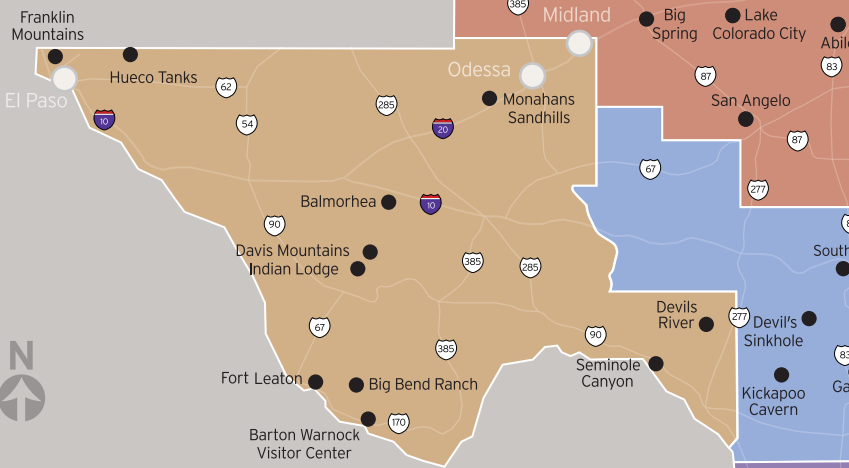 385
Franklin
Mountains
Midland
Big
Spring
Lake
Colorado City
Abil
83
Hueco Tanks
Odessa
87
El Paso
62
285
Monahans
Sandhills
San Angelo
10
54
20
87
67
277
Balmorhea
10
90
8
Davis Mountains
Indian Lodge
385
285
South
67
Devils
River
277
Devil's
Sinkhole
90
N
385
83
Seminole
Canyon
Fort Leaton
Big Bend Ranch
Kickapoo
Cavern
Ga
170
Barton Warnock
Visitor Center